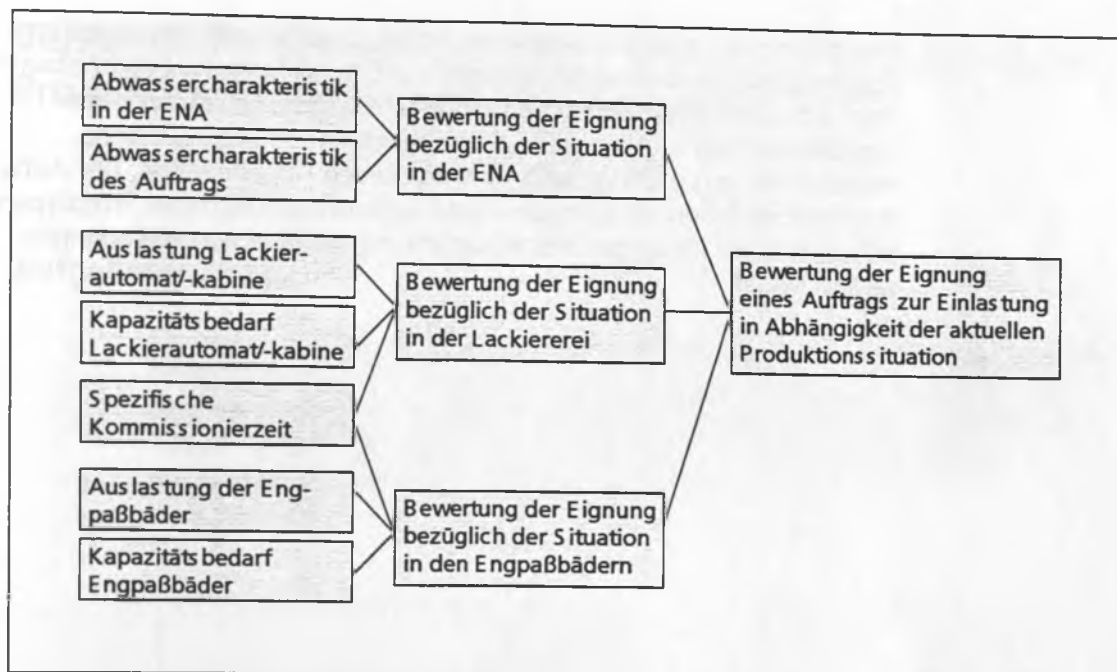 Abwassercharakteristik
in der ENA
Abwassercharakteristik
des Auftrags
Auslastung Lackier-
automat/-kabine
Kapazitätsbedarf
Lackierautomat/-kabine
Spezifische
Kommissionierzeit
Auslastung der Eng-
paßbäder
Kapazitätsbedarf
Engpaßbäder
Bewertung der Eignung
bezüglich der Situation
in der ENA
Bewertung der Eignung
bezüglich der Situation
in der Lackiererei
Bewertung der Eignung
bezüglich der Situation
in den Engpaßbädern
Bewertung der Eignung
eines Auftrags zur Einlastung
in Abhängigkeit der aktuellen
Produktionssituation